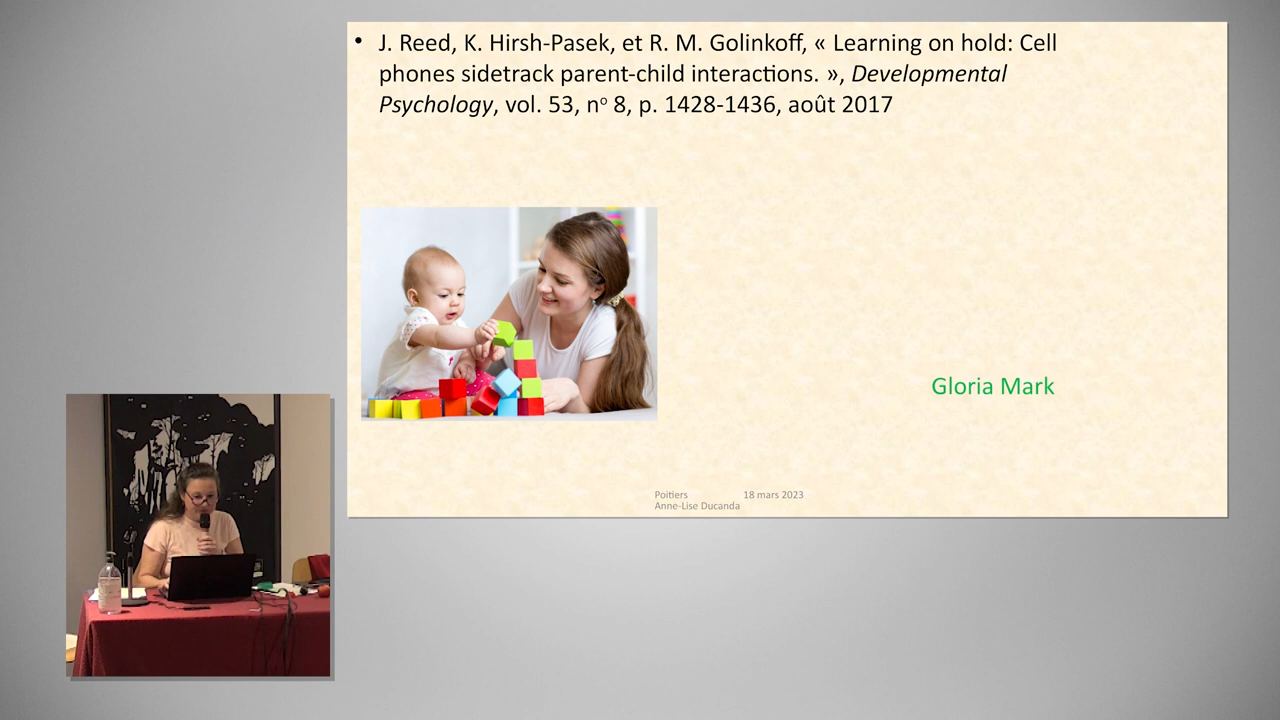 • J. Reed, K. Hirsh-Pasek, et R. M. Golinkoff, « Learning on hold: Cell
phones sidetrack parent-child interactions. », Developmental
Psychology, vol. 53, nº 8, p. 1428-1436, août 2017
Gloria Mark
Poitiers 18 mars 2023
Anne-Lise Ducanda